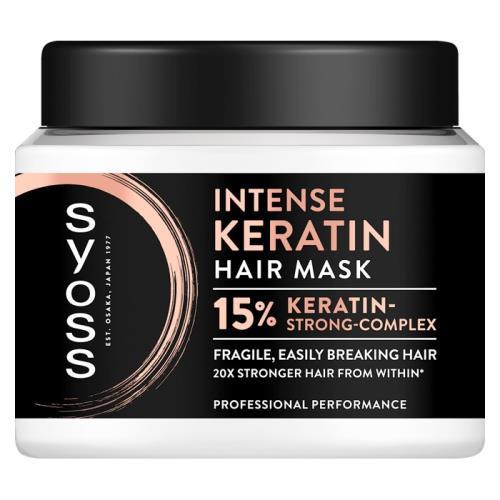 SYOSS
EST. OSAKA, JAPAN 1977
INTENSE
KERATIN
HAIR MASK
15% KERATIN-
STRONG-COMPLEX
FRAGILE, EASILY BREAKING HAIR
20X STRONGER HAIR FROM WITHIN*
PROFESSIONAL PERFORMANCE